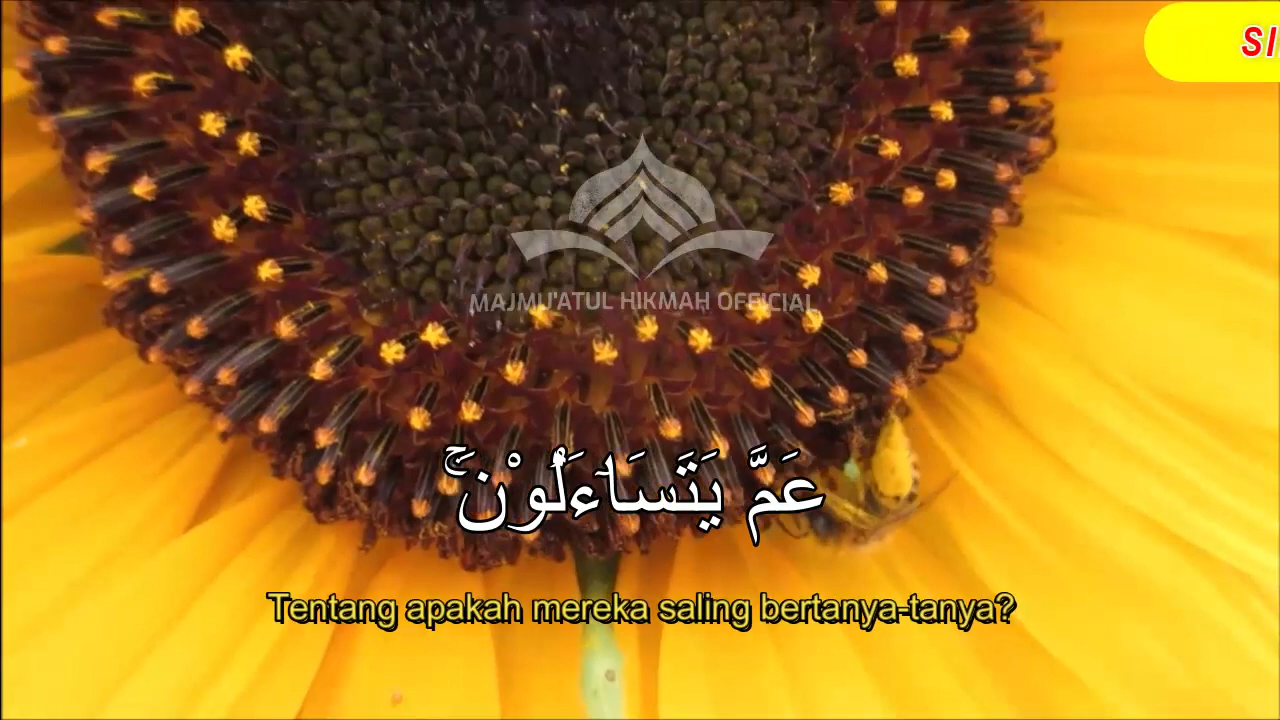 MAJMU'ATUL HIKMAH OFFICIAL
عَمَّ يَتَسَاۤءَلُوْنَۚ
Tentang apakah mereka saling bertanya-tanya?